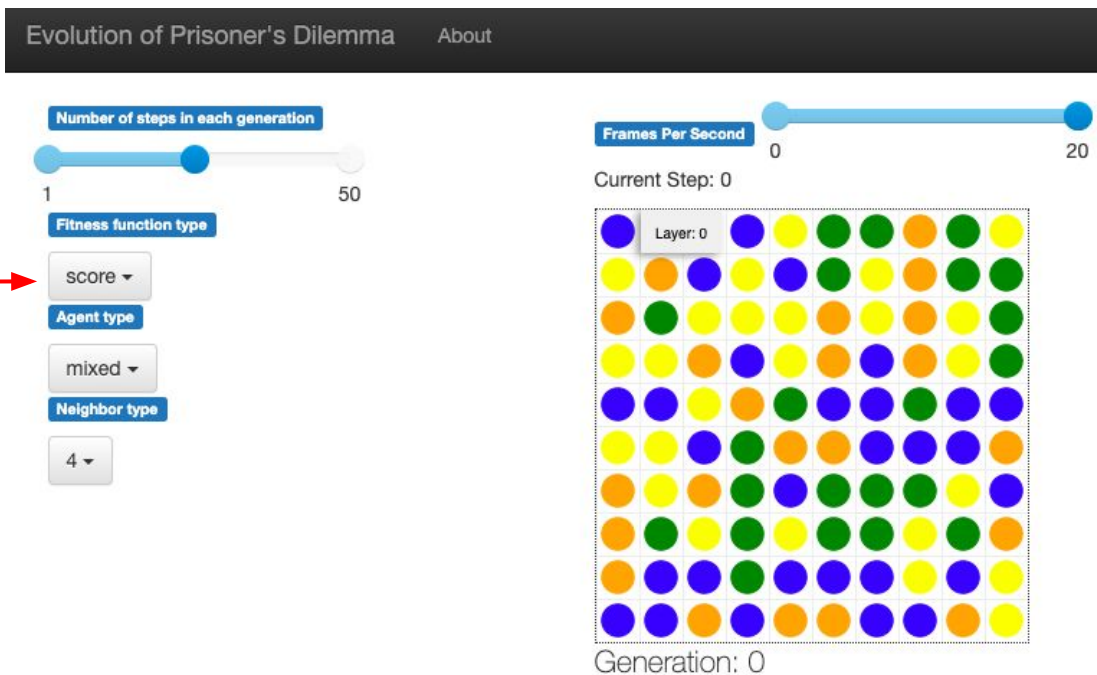 Evolution of Prisoner's Dilemma About
Number of steps in each generation
1 50
Fitness function type
score
Agent type
mixed
Neighbor type
4
Frames Per Second
0 20
Current Step: 0
Layer: 0
Generation: 0